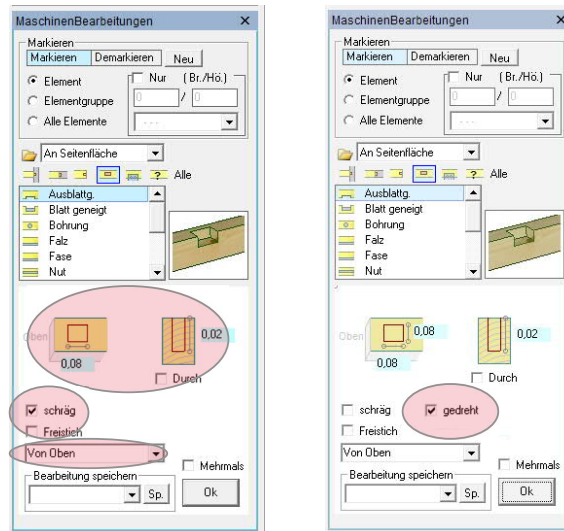 MaschinenBearbeitungen x
Markieren
Markieren Demarkieren Neu
Element
Elementgruppe
Alle Elemente
Nur ( Br./Hö.)
0 / 0
---
An Seitenfläche
? Alle
Ausblattg.
Blatt geneigt
Bohrung
Falz
Fase
Nut
Oben
0,02
0,08
Durch
schräg
Freistich
Von Oben
Mehrmals
Bearbeitung speichern
Sp. Ok
MaschinenBearbeitungen x
Markieren
Markieren Demarkieren Neu
Element
Elementgruppe
Alle Elemente
Nur ( Br./Hö.)
0 / 0
---
An Seitenfläche
? Alle
Ausblattg.
Blatt geneigt
Bohrung
Falz
Fase
Nut
Oben
0,08
0,02
0,08
Durch
schräg gedreht
Freistich
Von Oben
Mehrmals
Bearbeitung speichern
Sp. Ok